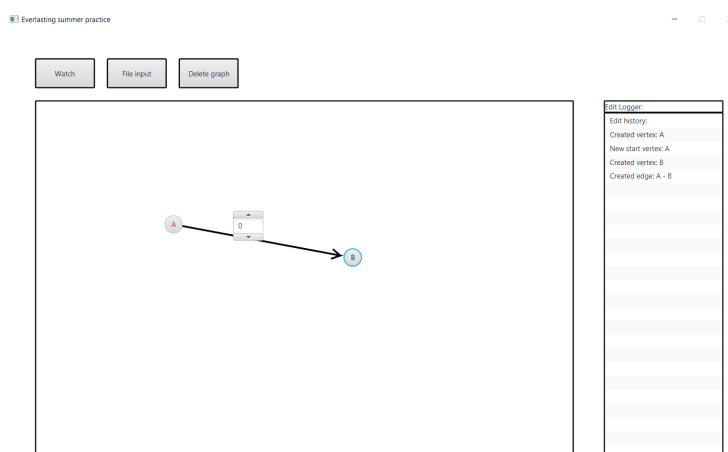 Everlasting summer practice
Watch
File input
Delete graph
Edit Logger:
Edit history:
Created vertex: A
New start vertex: A
Created vertex: B
Created edge: A - B
A
0
B